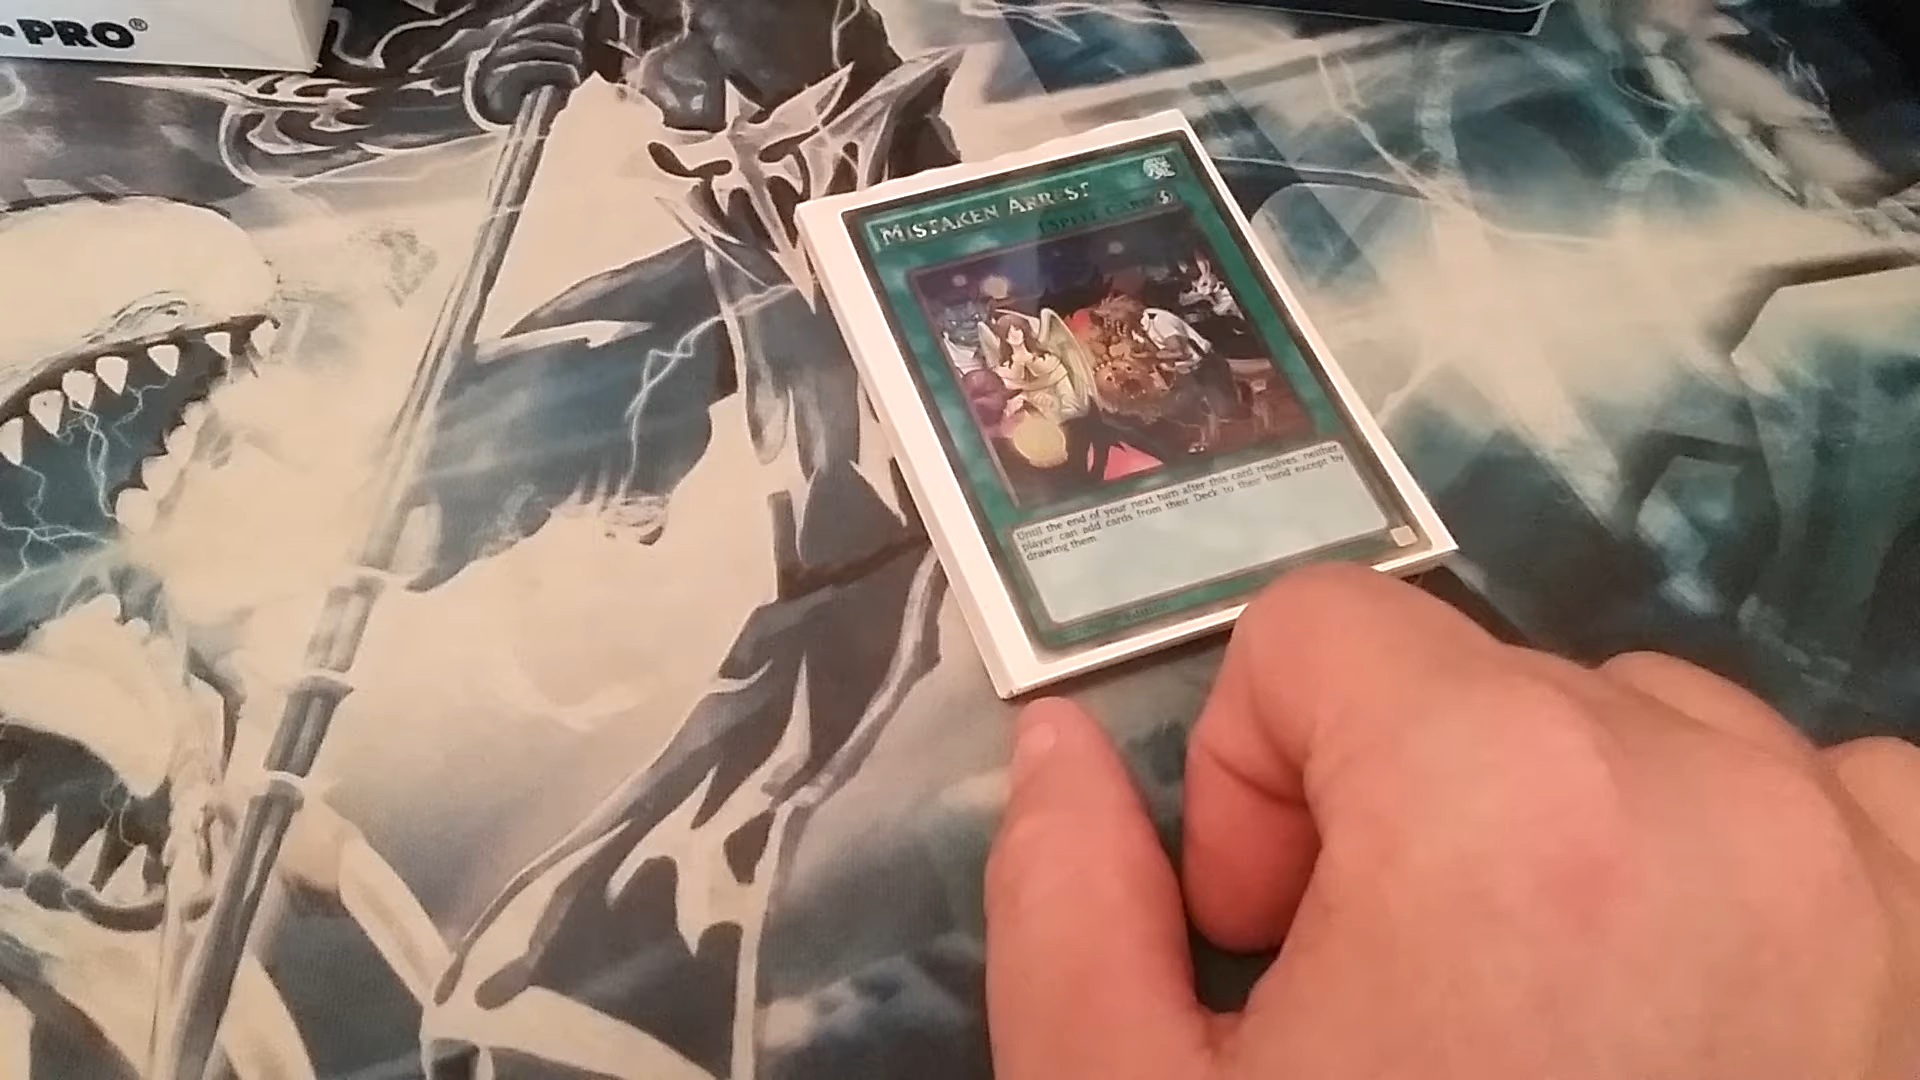 PRO®
MISTAKEN ARREST
[SPELL CARD
Until the end of your next turn after this card resolves, neither
player can add cards from their Deck to their hand except by
drawing them.
Edition